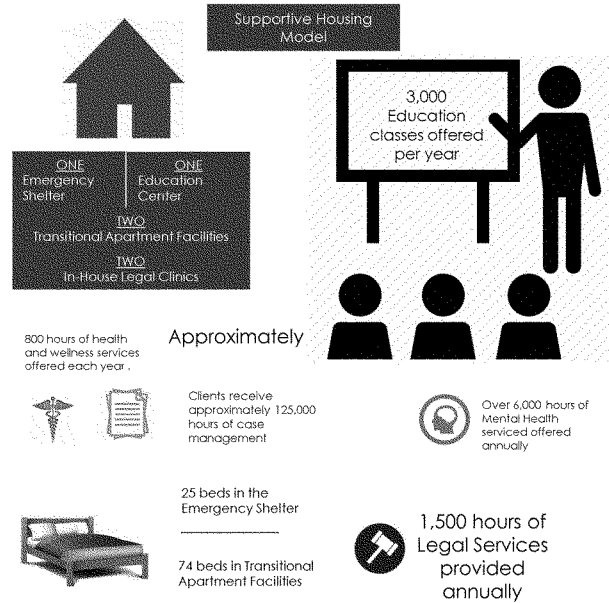 Supportive Housing
Model
3,000
Education
classes offered
per year
ONE
Emergency
Shelter
ONE
Education
Center
TWO
Transitional Apartment Facilities
TWO
In-House Legal Clinics
800 hours of health
and wellness services
offered each year .
Approximately
Clients receive
approximately 125,000
hours of case
management
Over 6,000 hours of
Mental Health
serviced offered
annually
25 beds in the
Emergency Shelter
74 beds in Transitional
Apartment Facilities
1,500 hours of
Legal Services
provided
annually